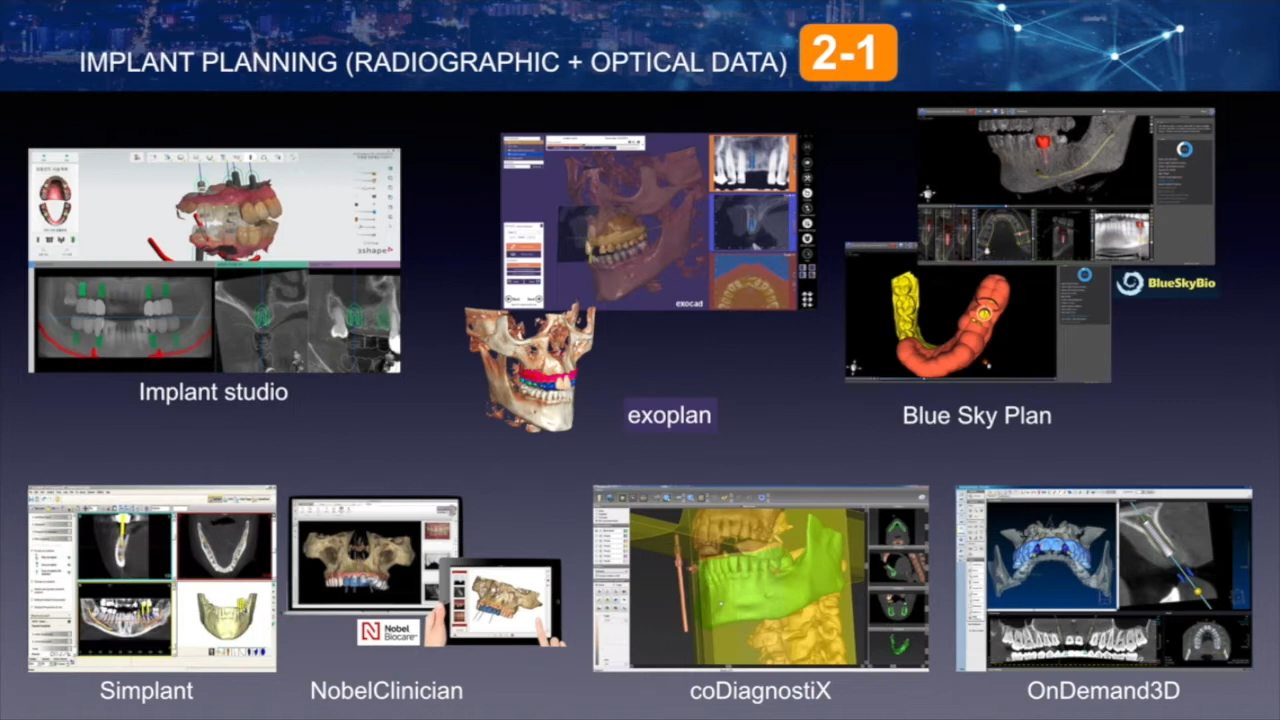 IMPLANT PLANNING (RADIOGRAPHIC + OPTICAL DATA) 2-1
3shape
exocad
BlueSkyBio
Implant studio
exoplan
Blue Sky Plan
Nobel
Biocare
Simplant
NobelClinician
coDiagnostiX
OnDemand3D